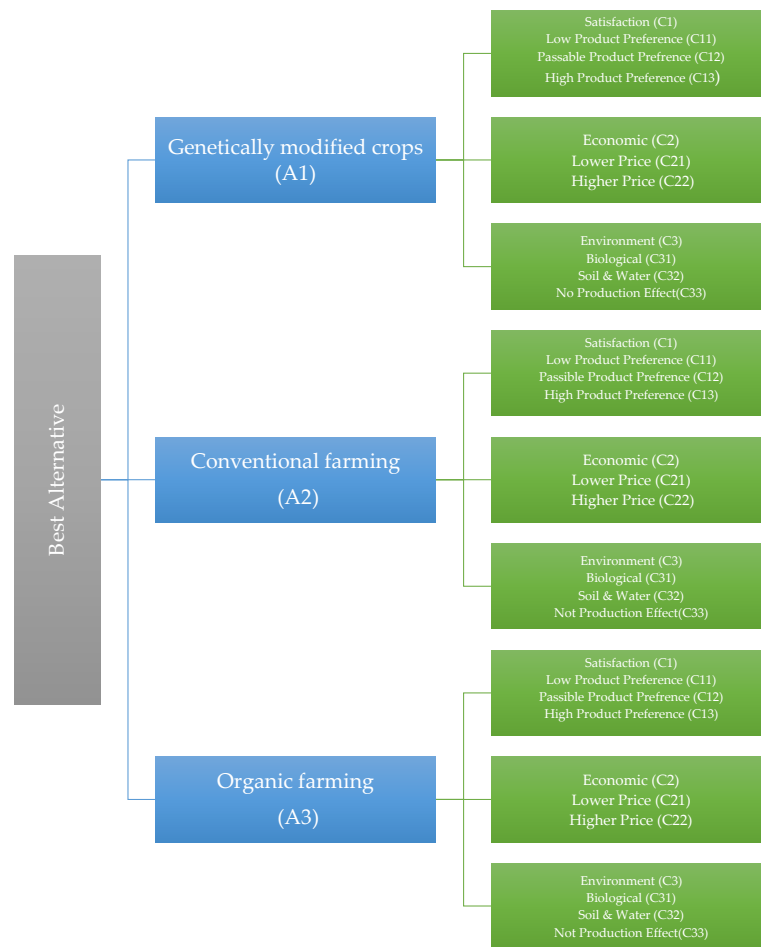 Best Alternative
Genetically modified crops
(A1)
Satisfaction (C1)
Low Product Preference (C11)
Passable Product Prefrence (C12)
High Product Preference (C13)
Economic (C2)
Lower Price (C21)
Higher Price (C22)
Environment (C3)
Biological (C31)
Soil & Water (C32)
No Production Effect(C33)
Conventional farming
(A2)
Satisfaction (C1)
Low Product Preference (C11)
Passible Product Prefrence (C12)
High Product Preference (C13)
Economic (C2)
Lower Price (C21)
Higher Price (C22)
Environment (C3)
Biological (C31)
Soil & Water (C32)
Not Production Effect(C33)
Organic farming
(A3)
Satisfaction (C1)
Low Product Preference (C11)
Passible Product Prefrence (C12)
High Product Preference (C13)
Economic (C2)
Lower Price (C21)
Higher Price (C22)
Environment (C3)
Biological (C31)
Soil & Water (C32)
Not Production Effect(C33)